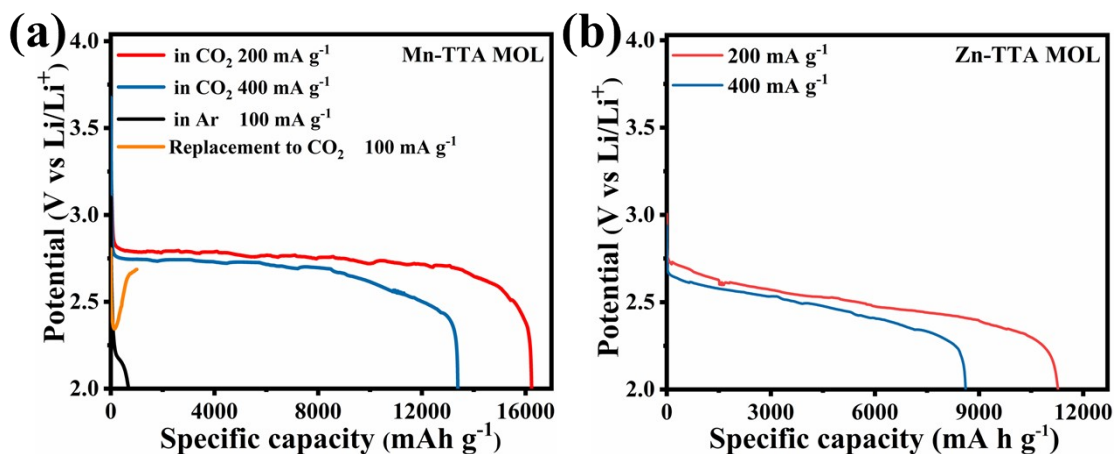 (a)
4.0
3.5
3.0
2.5
2.0
Potential (V vs Li/Li⁺)
in CO₂ 200 mA g⁻¹
in CO₂ 400 mA g⁻¹
in Ar 100 mA g⁻¹
Replacement to CO₂ 100 mA g⁻¹
Mn-TTA MOL
0 4000 8000 12000 16000
Specific capacity (mAh g⁻¹)
(b)
4.0
3.5
3.0
2.5
2.0
Potential (V vs Li/Li⁺)
200 mA g⁻¹
400 mA g⁻¹
Zn-TTA MOL
0 3000 6000 9000 12000
Specific capacity (mA h g⁻¹)